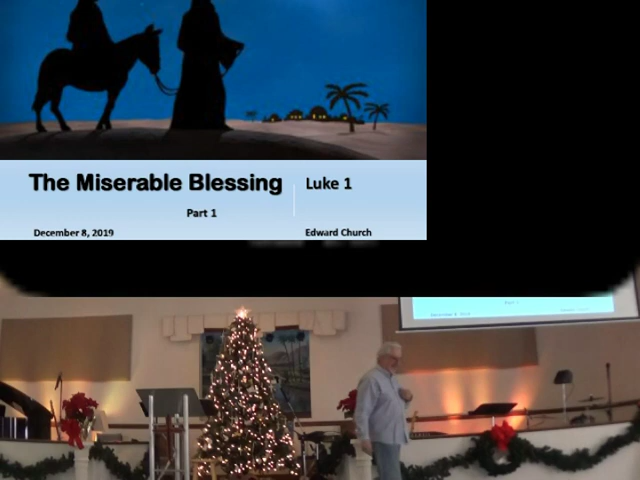 The Miserable Blessing
Luke 1
Part 1
December 8, 2019
Edward Church